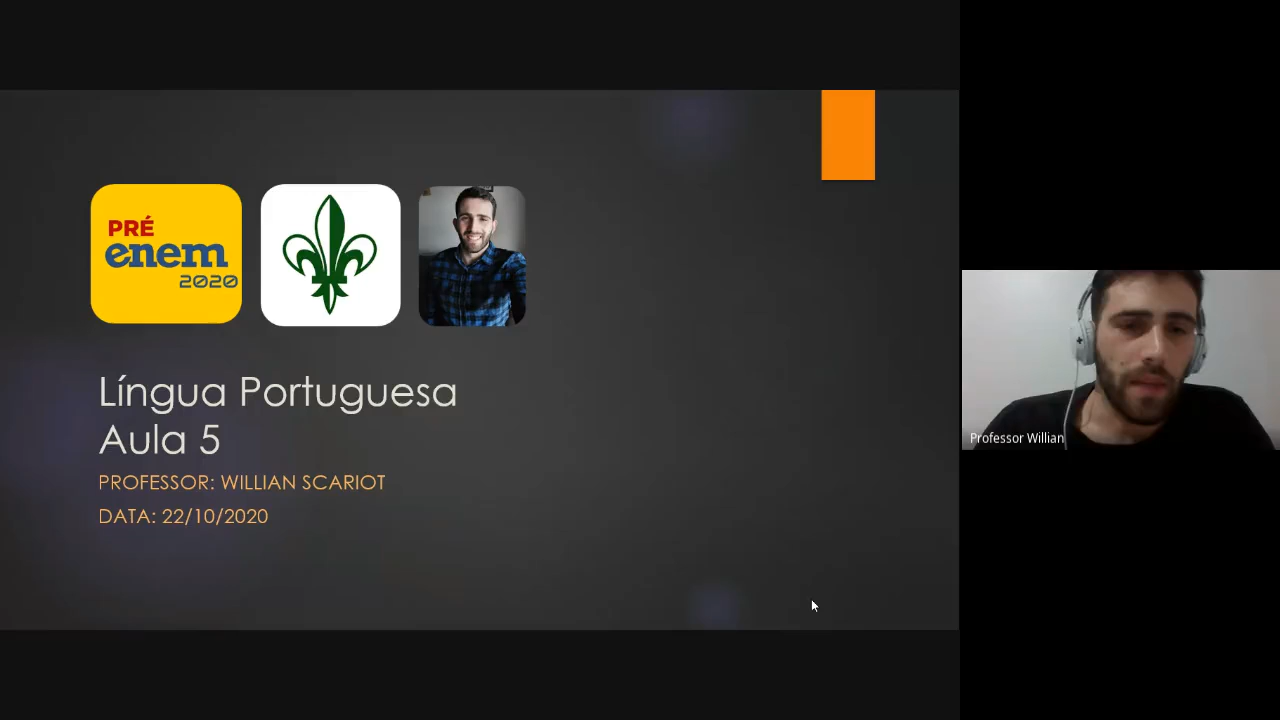 PRÉ
enem
2020
Língua Portuguesa
Aula 5
PROFESSOR: WILLIAN SCARIOT
DATA: 22/10/2020
Professor Willian